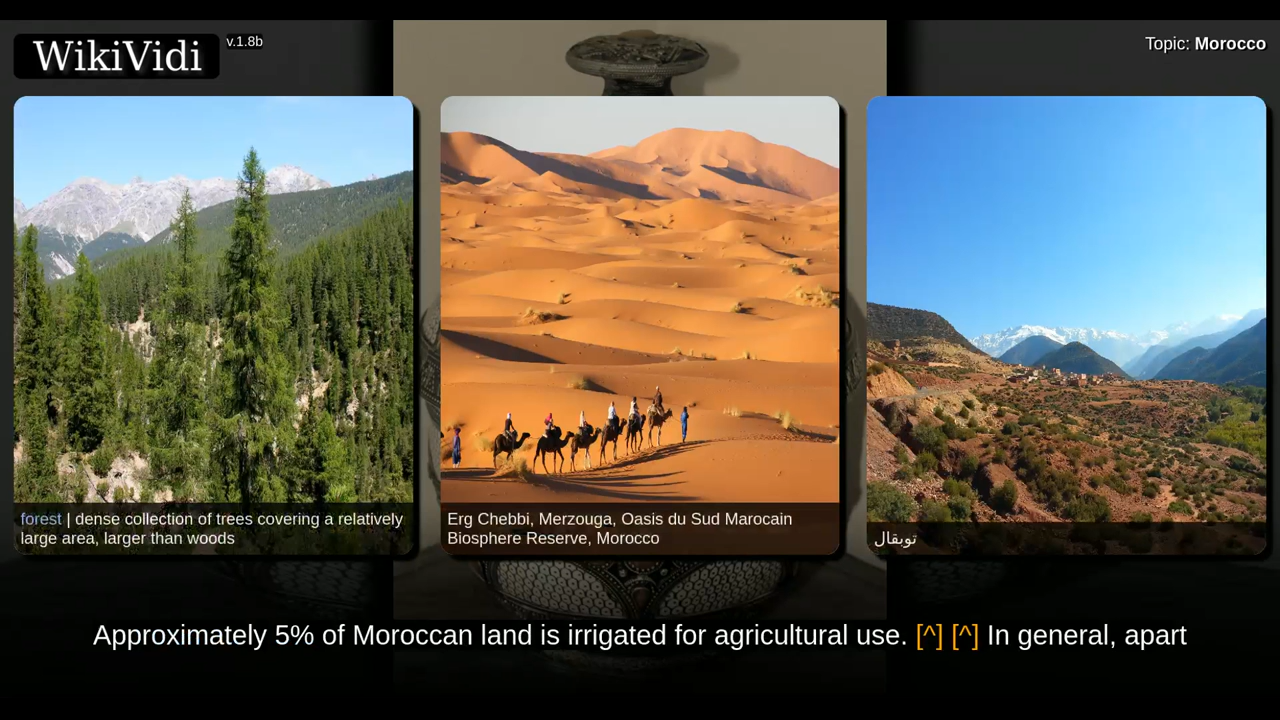 WikiVidi
v.1.8b
Topic: Morocco
forest | dense collection of trees covering a relatively
large area, larger than woods
Erg Chebbi, Merzouga, Oasis du Sud Marocain
Biosphere Reserve, Morocco
توبقال
Approximately 5% of Moroccan land is irrigated for agricultural use. [^] [^] In general, apart